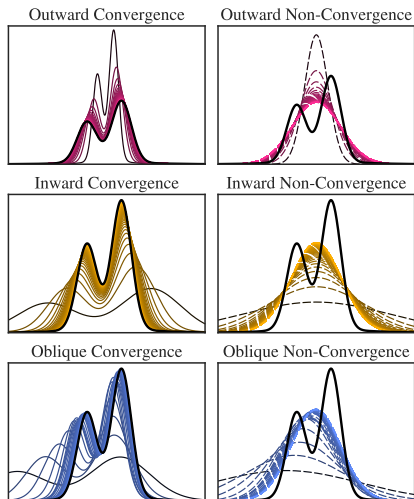 Outward Convergence
Outward Non-Convergence
Inward Convergence
Inward Non-Convergence
Oblique Convergence
Oblique Non-Convergence